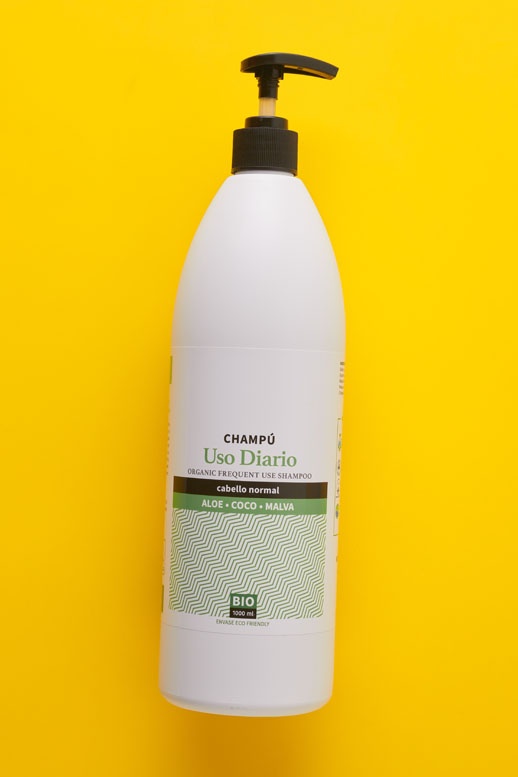 CHAMPÚ
Uso Diario
ORGANIC FREQUENT USE SHAMPOO
cabello normal
ALOE • COCO • MALVA
BIO
1000 ml
ENVASE ECO FRIENDLY